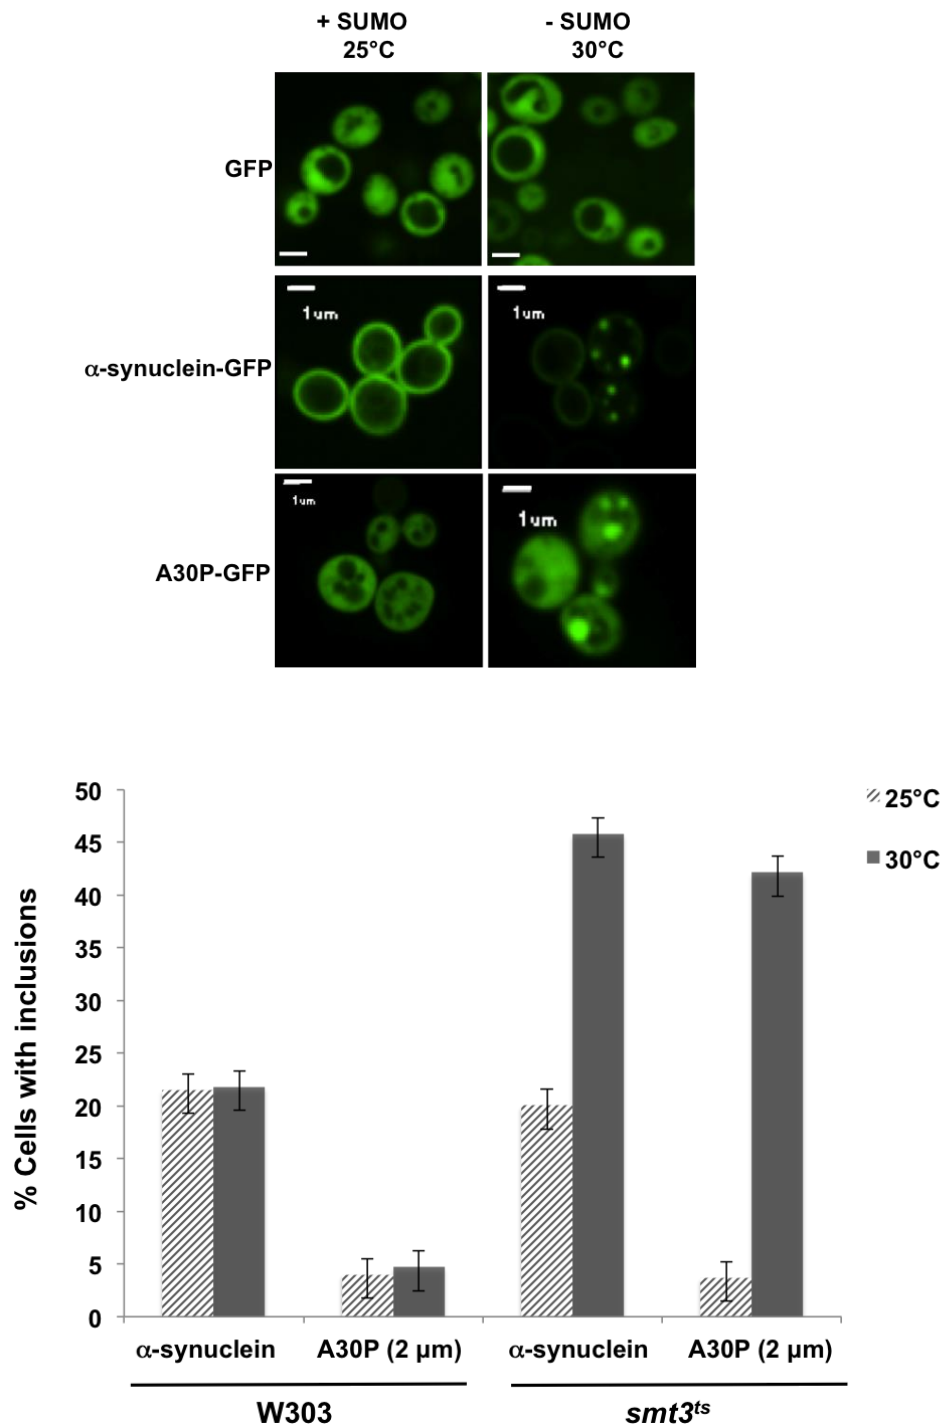 + SUMO
25°C
- SUMO
30°C
GFP
α-synuclein-GFP
1um
1um
A30P-GFP
1um
1um
50
45
40
35
30
25
20
15
10
5
0
% Cells with inclusions
25°C
30°C
α-synuclein
A30P (2 μm)
α-synuclein
A30P (2 μm)
W303
smt3ts